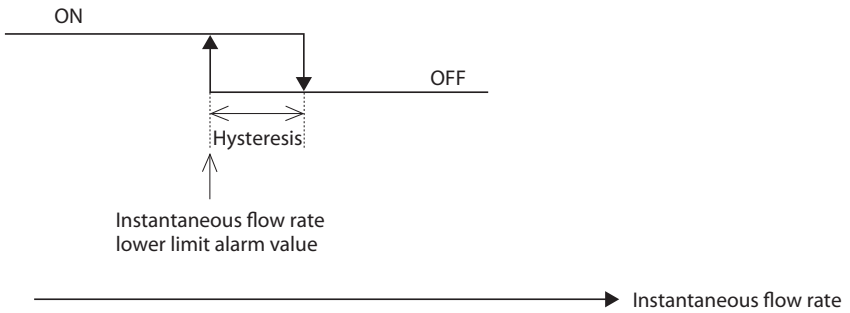 ON
OFF
Hysteresis
Instantaneous flow rate
lower limit alarm value
Instantaneous flow rate